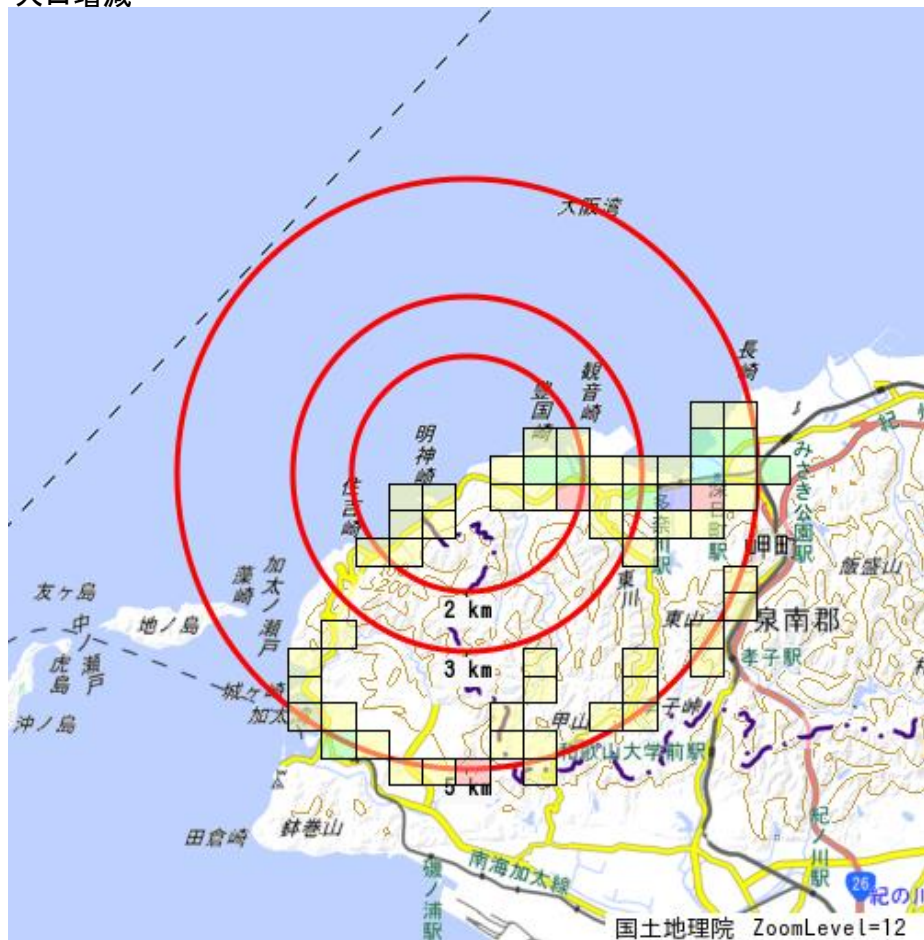 人口増減
大阪湾
長崎
観音崎
豊国崎
明神崎
住吉崎
みさき公園駅
深日町駅
多奈川駅
岬町
飯盛山
加太ノ瀬戸
藻崎
友ヶ島
地ノ島
中ノ瀬戸
虎島
沖ノ島
2 km
東川
東山
泉南郡
孝子駅
3 km
城ヶ崎
加太
甲山
子峠
和歌山大学前駅
5 km
田倉崎
鉢巻山
南海加太線
磯ノ浦駅
紀ノ川駅
26
国土地理院 ZoomLevel=12